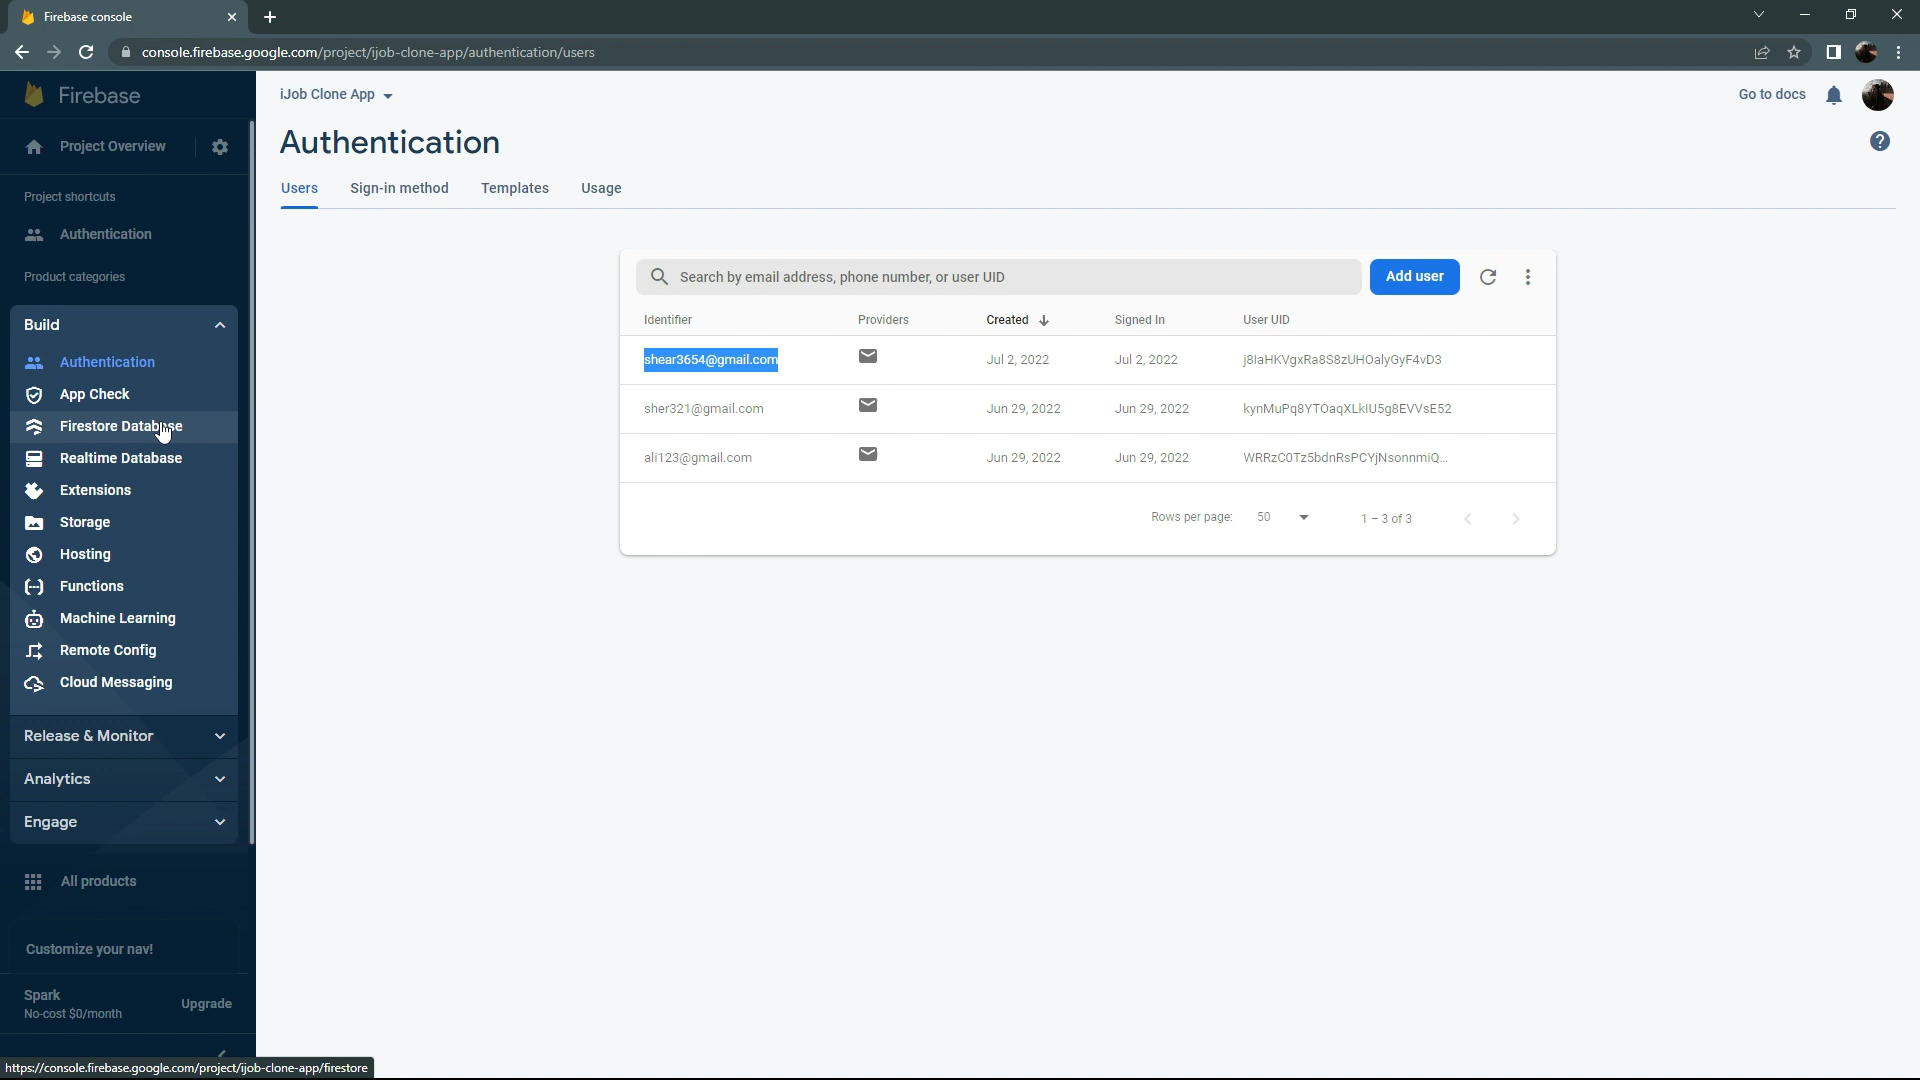 Firebase console
console.firebase.google.com/project/ijob-clone-app/authentication/users
Firebase
Project Overview
Project shortcuts
Authentication
Product categories
Build
Authentication
App Check
Firestore Database
Realtime Database
Extensions
Storage
Hosting
Functions
Machine Learning
Remote Config
Cloud Messaging
Release & Monitor
Analytics
Engage
All products
Customize your nav!
Spark
No-cost $0/month
Upgrade
https://console.firebase.google.com/project/ijob-clone-app/firestore
iJob Clone App
Go to docs
Authentication
Users Sign-in method Templates Usage
Search by email address, phone number, or user UID
Add user
Identifier Providers Created Signed In User UID
shear3654@gmail.com Jul 2, 2022 Jul 2, 2022 j8laHKVgxRa8S8zUHOalyGyF4vD3
sher321@gmail.com Jun 29, 2022 Jun 29, 2022 kynMuPq8YTOaqXLkIU5g8EVVsE52
ali123@gmail.com Jun 29, 2022 Jun 29, 2022 WRRzC0Tz5bdnRsPCYjNsonnmiQ...
Rows per page: 50 1 – 3 of 3